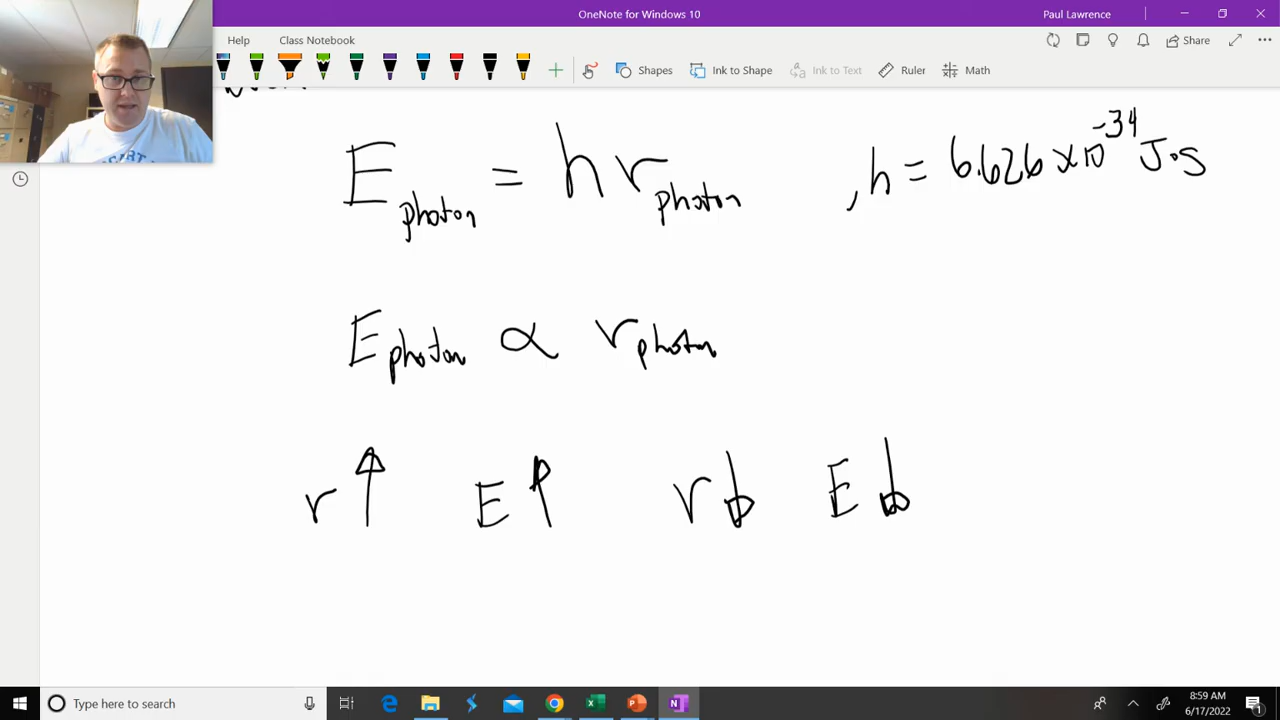 OneNote for Windows 10
Paul Lawrence
Help Class Notebook
Shapes Ink to Shape Ink to Text Ruler Math Share
E photon = h ν photon , h = 6.626 x 10^-34 J·s
E photon ∝ ν photon
ν ↑ E ↑ ν ↓ E ↓
Type here to search
8:59 AM
6/17/2022